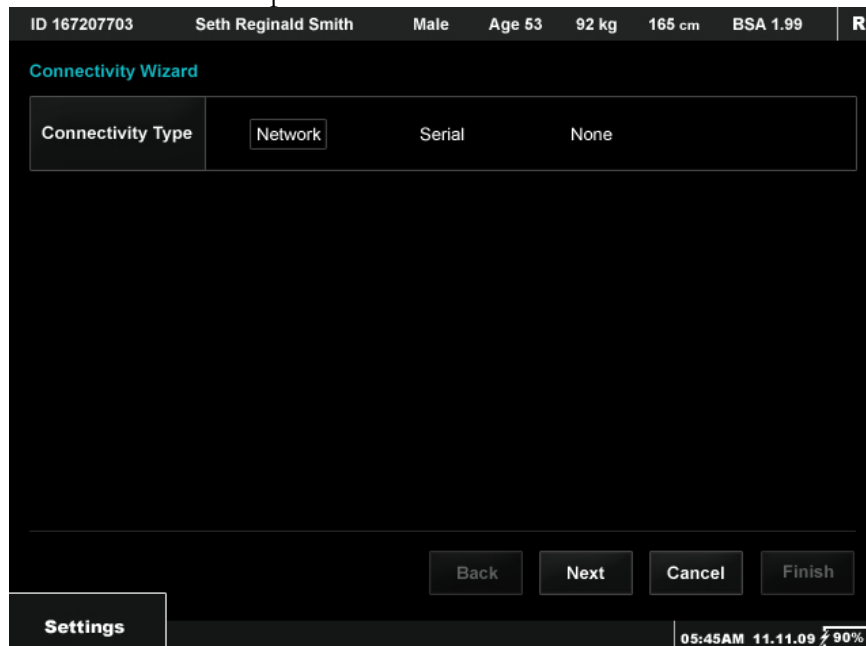 ID 167207703 Seth Reginald Smith Male Age 53 92 kg 165 cm BSA 1.99 R
Connectivity Wizard
Connectivity Type Network Serial None
Back Next Cancel Finish
Settings
05:45AM 11.11.09 90%